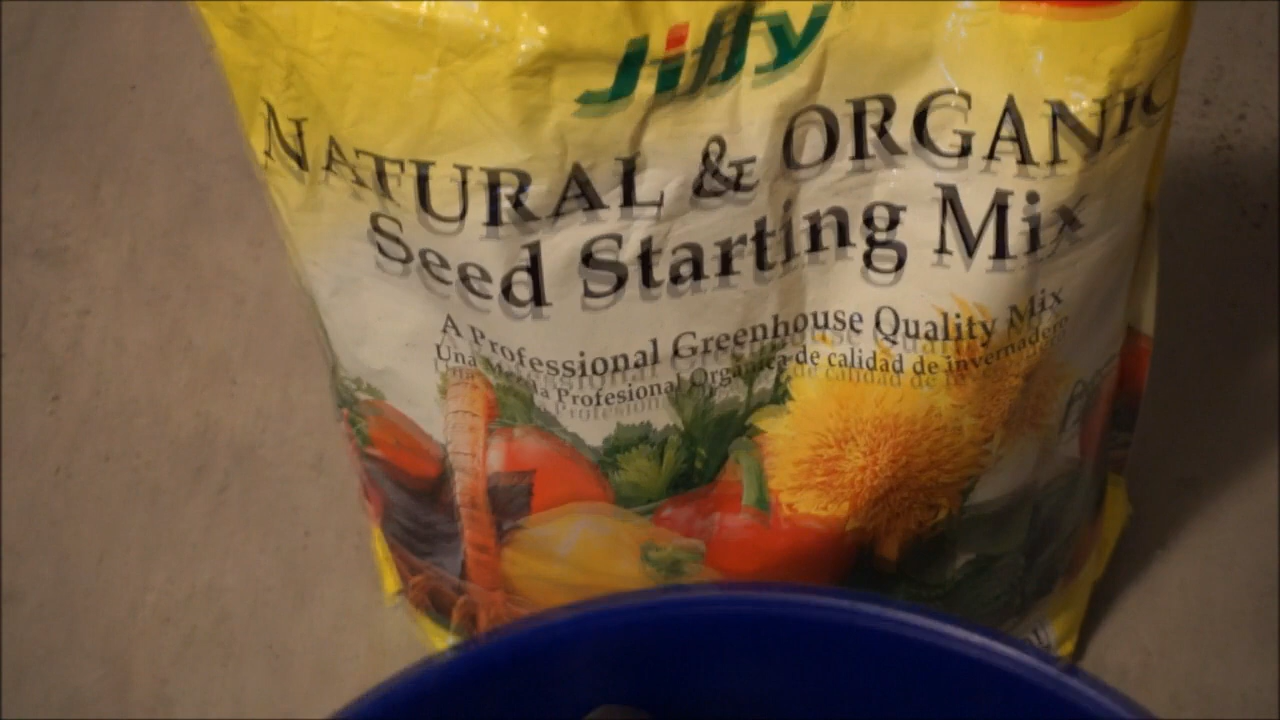 Jiffy
NATURAL & ORGANIC
Seed Starting Mix
A Professional Greenhouse Quality Mix
Una Mezcla Profesional Orgánica de calidad de invernadero